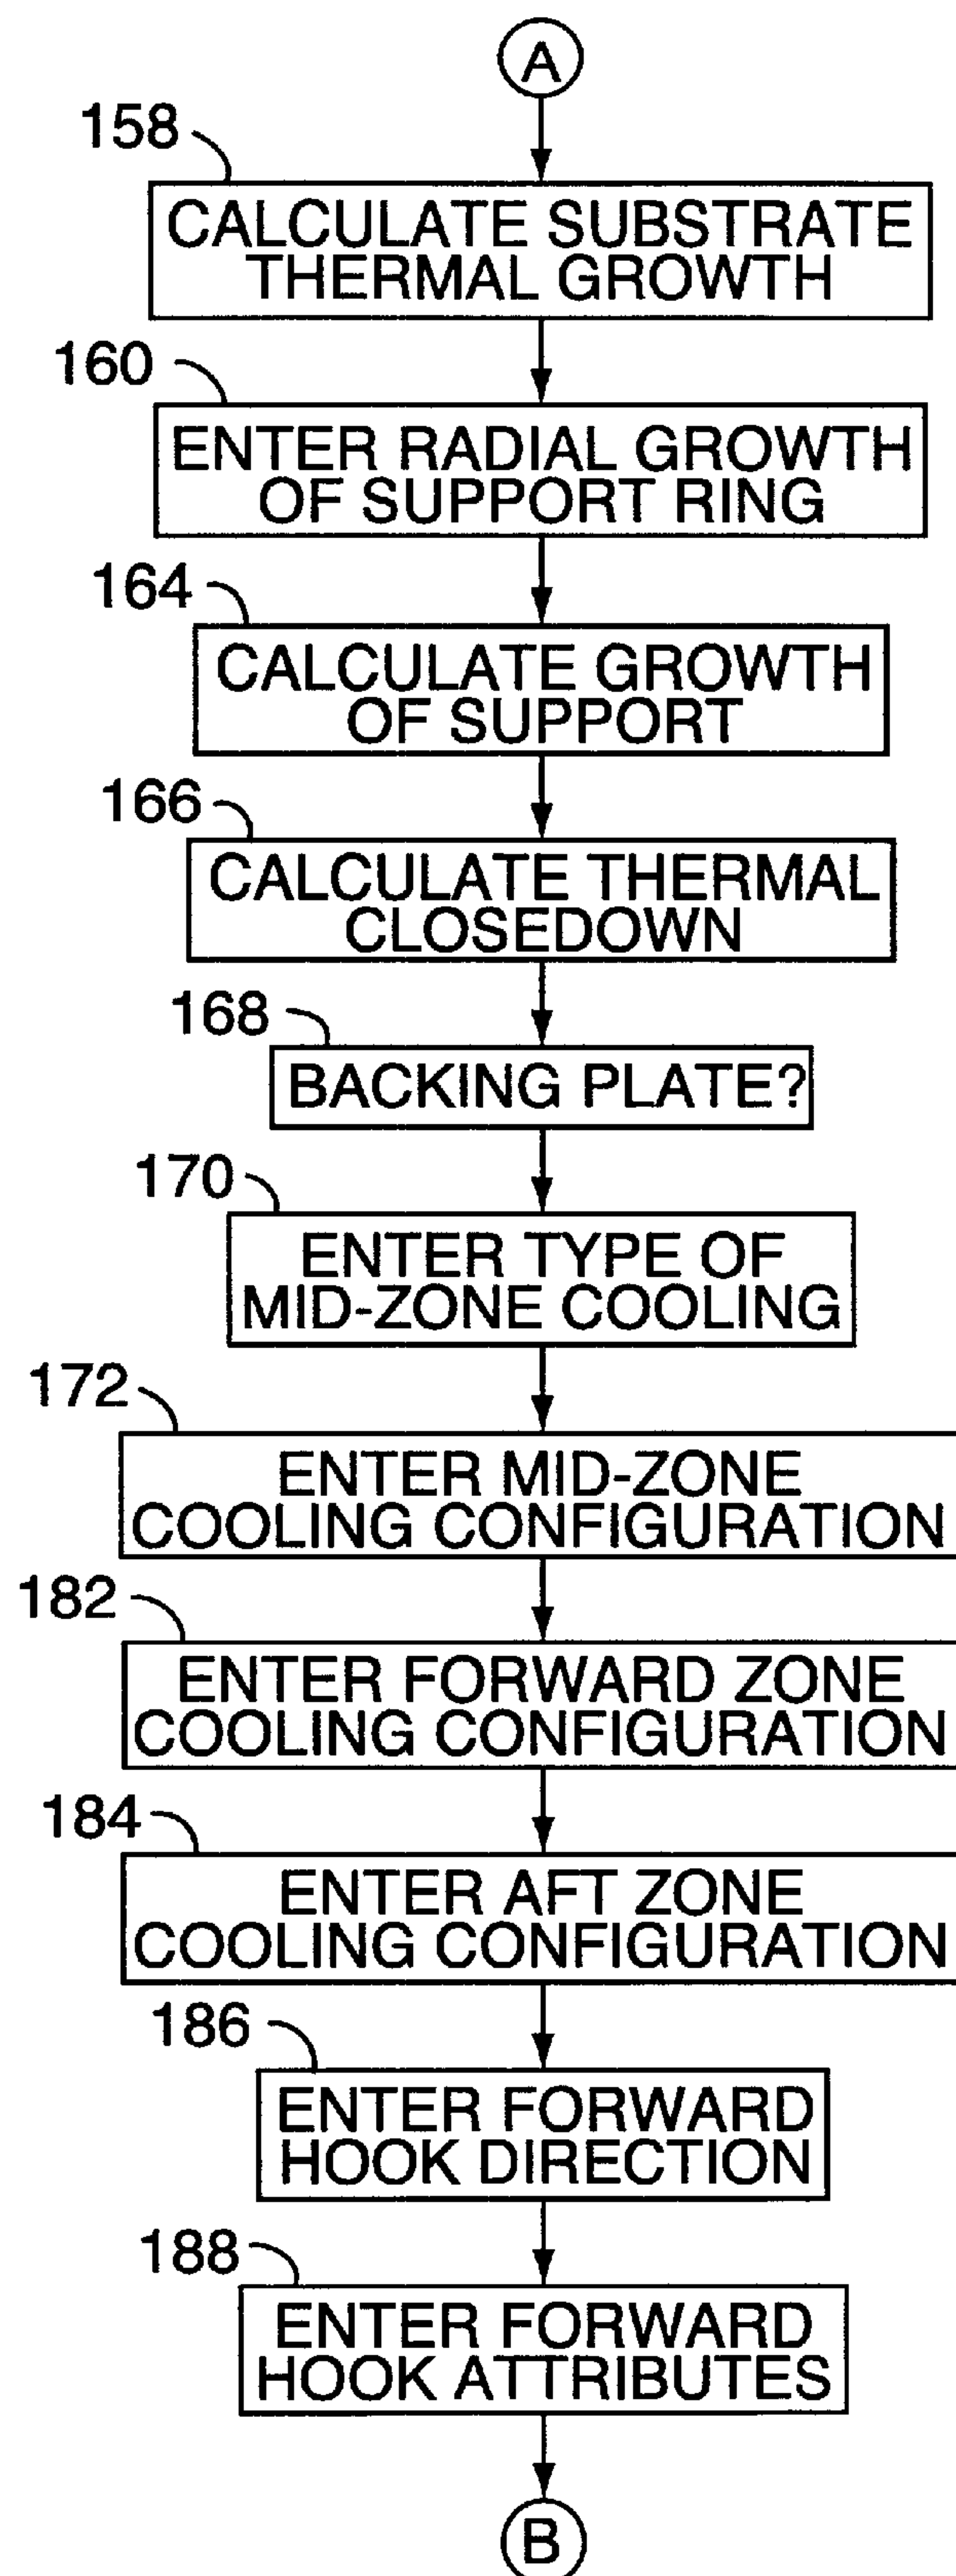 A
158
CALCULATE SUBSTRATE
THERMAL GROWTH
160
ENTER RADIAL GROWTH
OF SUPPORT RING
164
CALCULATE GROWTH
OF SUPPORT
166
CALCULATE THERMAL
CLOSEDOWN
168
BACKING PLATE?
170
ENTER TYPE OF
MID-ZONE COOLING
172
ENTER MID-ZONE
COOLING CONFIGURATION
182
ENTER FORWARD ZONE
COOLING CONFIGURATION
184
ENTER AFT ZONE
COOLING CONFIGURATION
186
ENTER FORWARD
HOOK DIRECTION
188
ENTER FORWARD
HOOK ATTRIBUTES
B